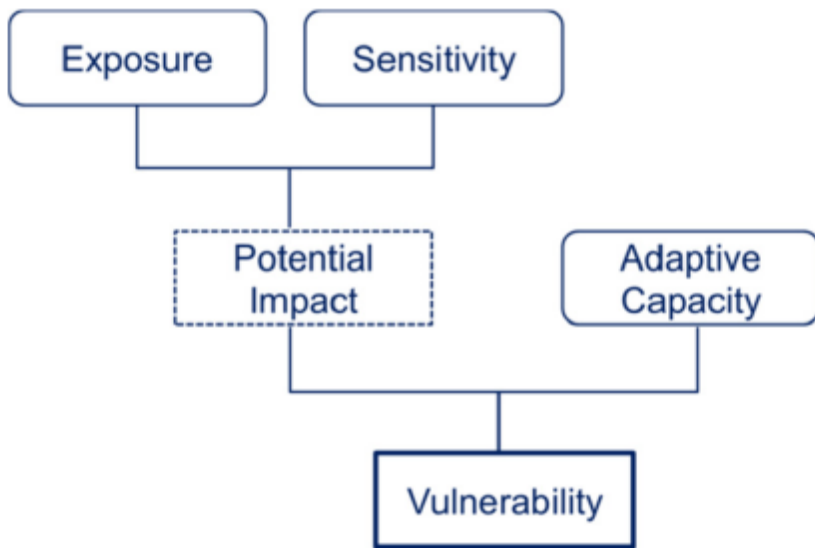 Exposure
Sensitivity
Potential
Impact
Adaptive
Capacity
Vulnerability